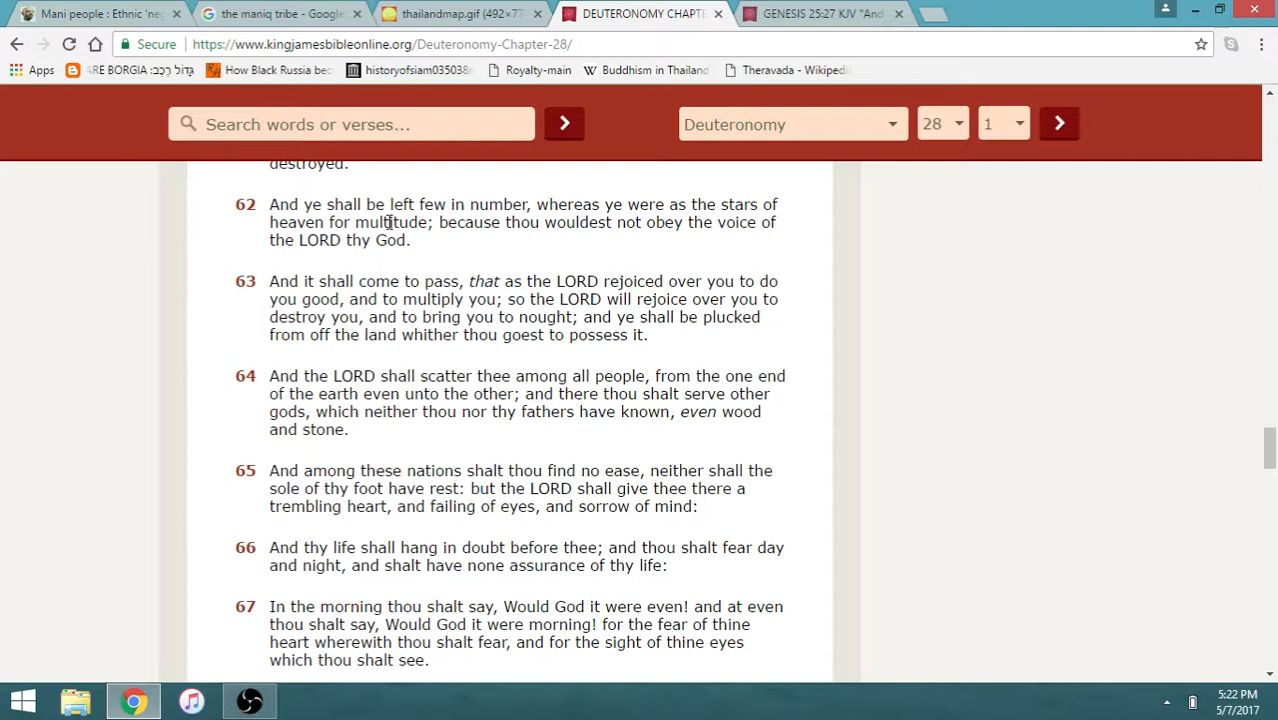 Mani people : Ethnic 'neg
the maniq tribe - Google
thailandmap.gif (492×77
DEUTERONOMY CHAPTE
GENESIS 25:27 KJV "And
Secure
https://www.kingjamesbibleonline.org/Deuteronomy-Chapter-28/
Apps
ARE BORGIA :גָּדוֹל רֶכֶב
How Black Russia bec
historyofsiam035038m
Royalty-main
Buddhism in Thailand
Theravada - Wikipedi
Search words or verses...
Deuteronomy
28
1
destroyed.
62 And ye shall be left few in number, whereas ye were as the stars of
heaven for multitude; because thou wouldest not obey the voice of
the LORD thy God.
63 And it shall come to pass, that as the LORD rejoiced over you to do
you good, and to multiply you; so the LORD will rejoice over you to
destroy you, and to bring you to nought; and ye shall be plucked
from off the land whither thou goest to possess it.
64 And the LORD shall scatter thee among all people, from the one end
of the earth even unto the other; and there thou shalt serve other
gods, which neither thou nor thy fathers have known, even wood
and stone.
65 And among these nations shalt thou find no ease, neither shall the
sole of thy foot have rest: but the LORD shall give thee there a
trembling heart, and failing of eyes, and sorrow of mind:
66 And thy life shall hang in doubt before thee; and thou shalt fear day
and night, and shalt have none assurance of thy life:
67 In the morning thou shalt say, Would God it were even! and at even
thou shalt say, Would God it were morning! for the fear of thine
heart wherewith thou shalt fear, and for the sight of thine eyes
which thou shalt see.
5:22 PM
5/7/2017